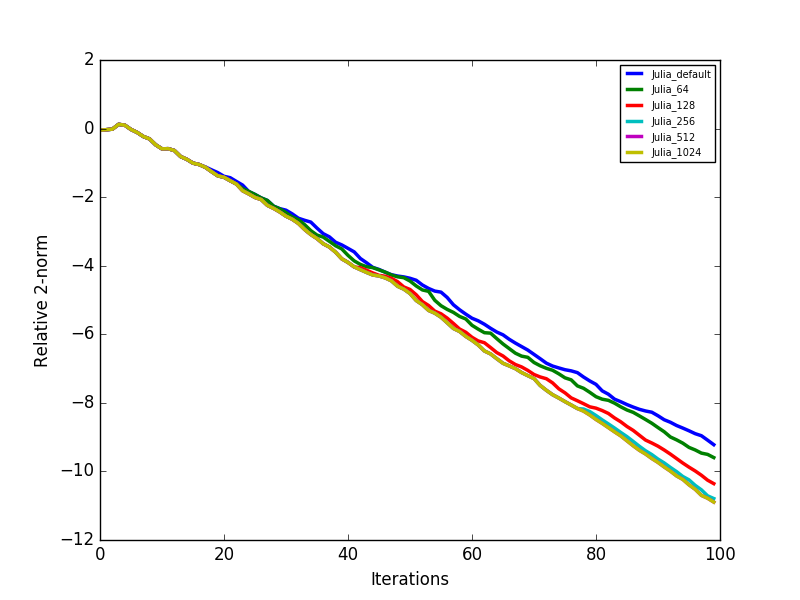 2
0
−2
−4
−6
−8
−10
−12
0 20 40 60 80 100
Relative 2-norm
Iterations
Julia_default
Julia_64
Julia_128
Julia_256
Julia_512
Julia_1024